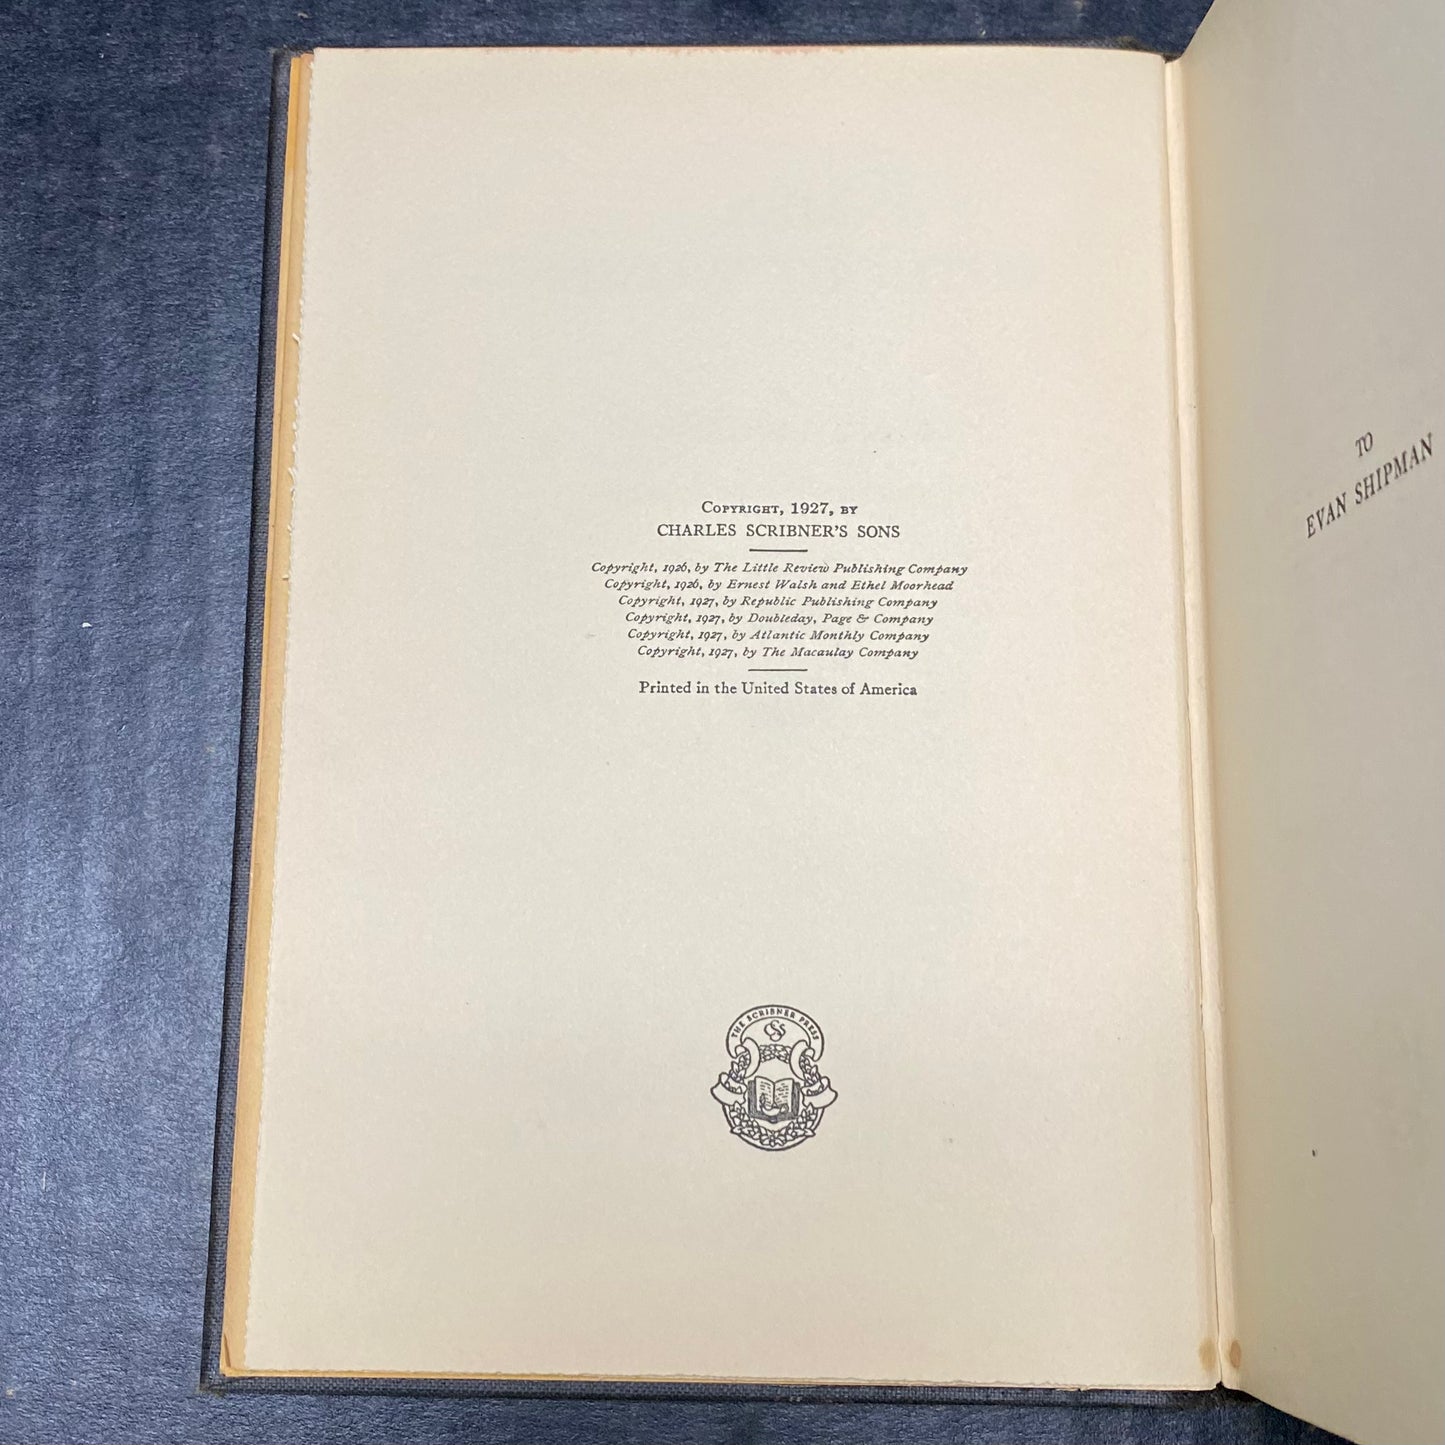 COPYRIGHT, 1927, BY
CHARLES SCRIBNER'S SONS
Copyright, 1926, by The Little Review Publishing Company
Copyright, 1926, by Ernest Walsh and Ethel Moorhead
Copyright, 1927, by Republic Publishing Company
Copyright, 1927, by Doubleday, Page & Company
Copyright, 1927, by Atlantic Monthly Company
Copyright, 1927, by The Macaulay Company
Printed in the United States of America
THE SCRIBNER PRESS
CSS
TO
EVAN SHIPMAN